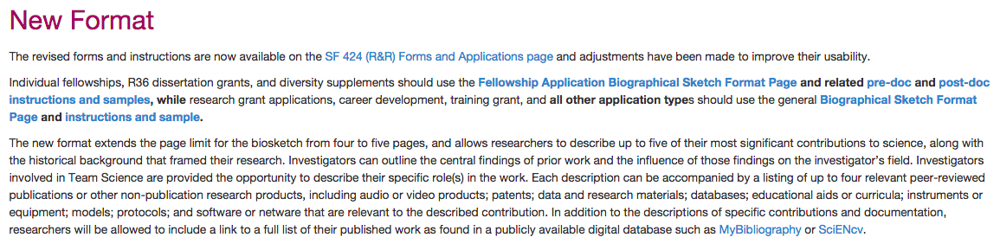 New Format
The revised forms and instructions are now available on the SF 424 (R&R) Forms and Applications page and adjustments have been made to improve their usability.
Individual fellowships, R36 dissertation grants, and diversity supplements should use the Fellowship Application Biographical Sketch Format Page and related pre-doc and post-doc
instructions and samples, while research grant applications, career development, training grant, and all other application types should use the general Biographical Sketch Format
Page and instructions and sample.
The new format extends the page limit for the biosketch from four to five pages, and allows researchers to describe up to five of their most significant contributions to science, along with
the historical background that framed their research. Investigators can outline the central findings of prior work and the influence of those findings on the investigator's field. Investigators
involved in Team Science are provided the opportunity to describe their specific role(s) in the work. Each description can be accompanied by a listing of up to four relevant peer-reviewed
publications or other non-publication research products, including audio or video products; patents; data and research materials; databases; educational aids or curricula; instruments or
equipment; models; protocols; and software or netware that are relevant to the described contribution. In addition to the descriptions of specific contributions and documentation,
researchers will be allowed to include a link to a full list of their published work as found in a publicly available digital database such as MyBibliography or SciENcv.